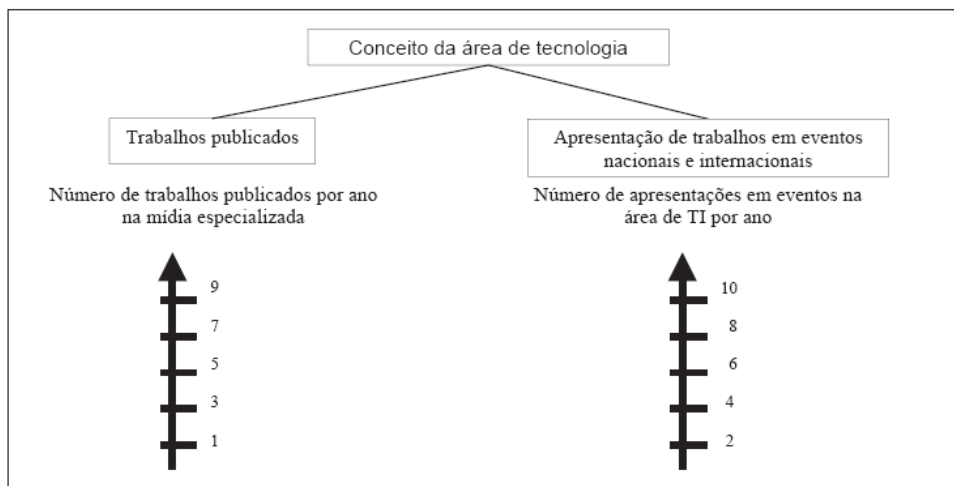 Conceito da área de tecnologia
Trabalhos publicados
Número de trabalhos publicados por ano
na mídia especializada
9
7
5
3
1
Apresentação de trabalhos em eventos
nacionais e internacionais
Número de apresentações em eventos na
área de TI por ano
10
8
6
4
2